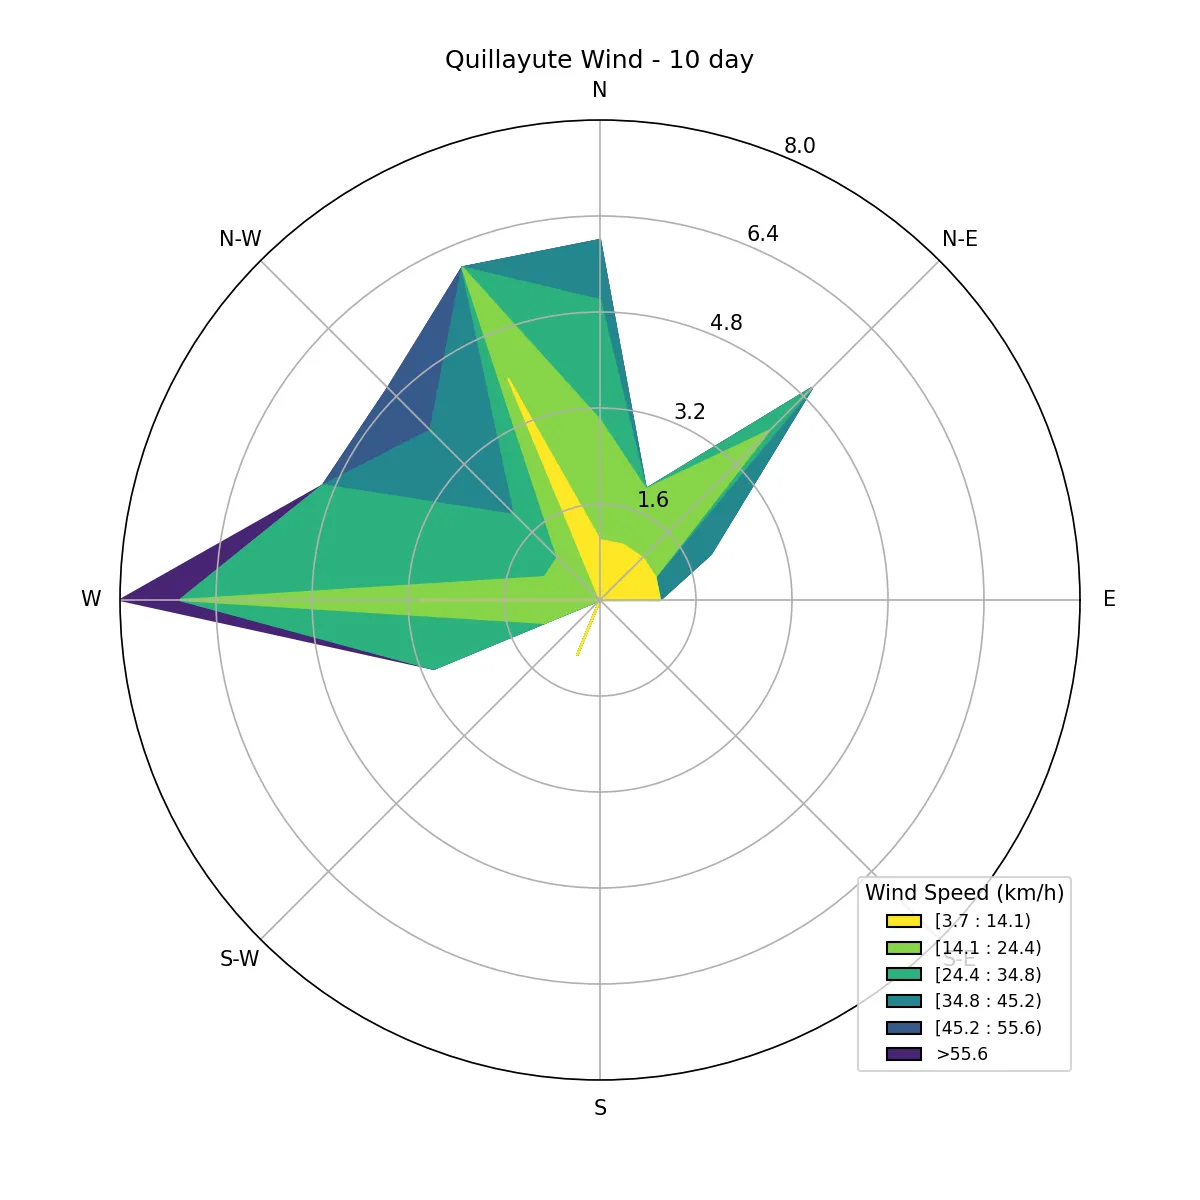 Quillayute Wind - 10 day
N
8.0
N-W
6.4
N-E
4.8
3.2
1.6
W
E
S-W
S-E
S
Wind Speed (km/h)
[3.7 : 14.1)
[14.1 : 24.4)
[24.4 : 34.8)
[34.8 : 45.2)
[45.2 : 55.6)
>55.6